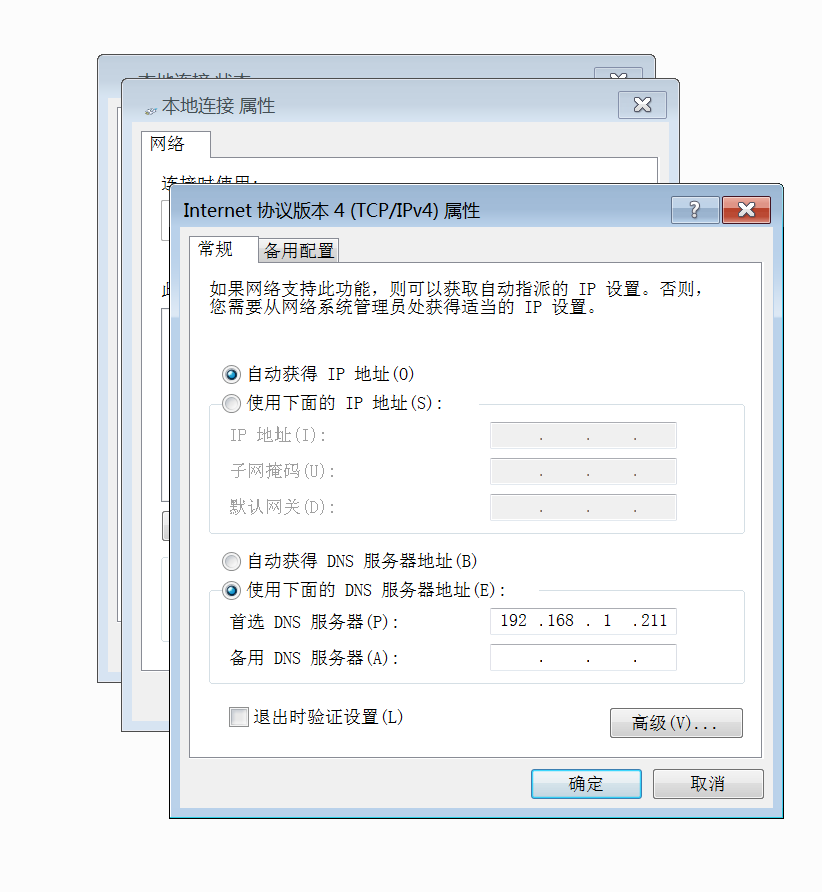 本地连接 状态
本地连接 属性
网络
连接时使用:
Internet 协议版本 4 (TCP/IPv4) 属性
常规
备用配置
如果网络支持此功能，则可以获取自动指派的 IP 设置。否则，
您需要从网络系统管理员处获得适当的 IP 设置。
自动获得 IP 地址(O)
使用下面的 IP 地址(S):
IP 地址(I):
. . .
子网掩码(U):
. . .
默认网关(D):
. . .
自动获得 DNS 服务器地址(B)
使用下面的 DNS 服务器地址(E):
首选 DNS 服务器(P):
192 .168 . 1 .211
备用 DNS 服务器(A):
. . .
退出时验证设置(L)
高级(V)...
确定
取消